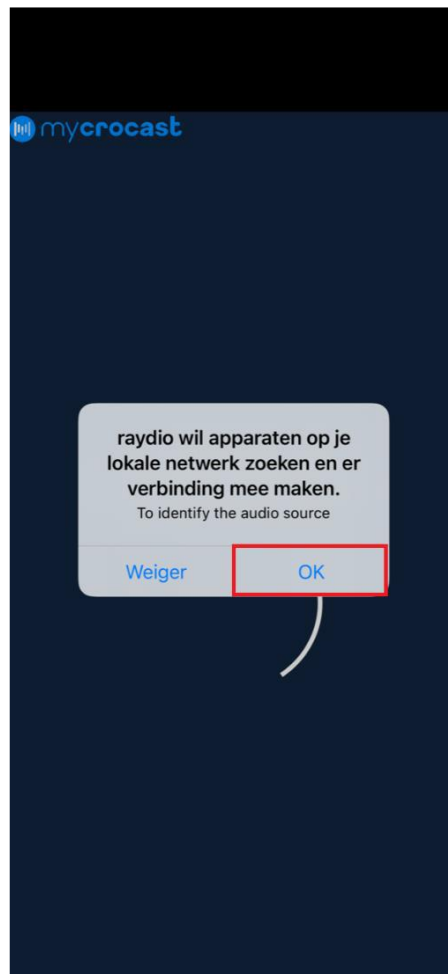 mycrocast
raydio wil apparaten op je
lokale netwerk zoeken en er
verbinding mee maken.
To identify the audio source
Weiger OK